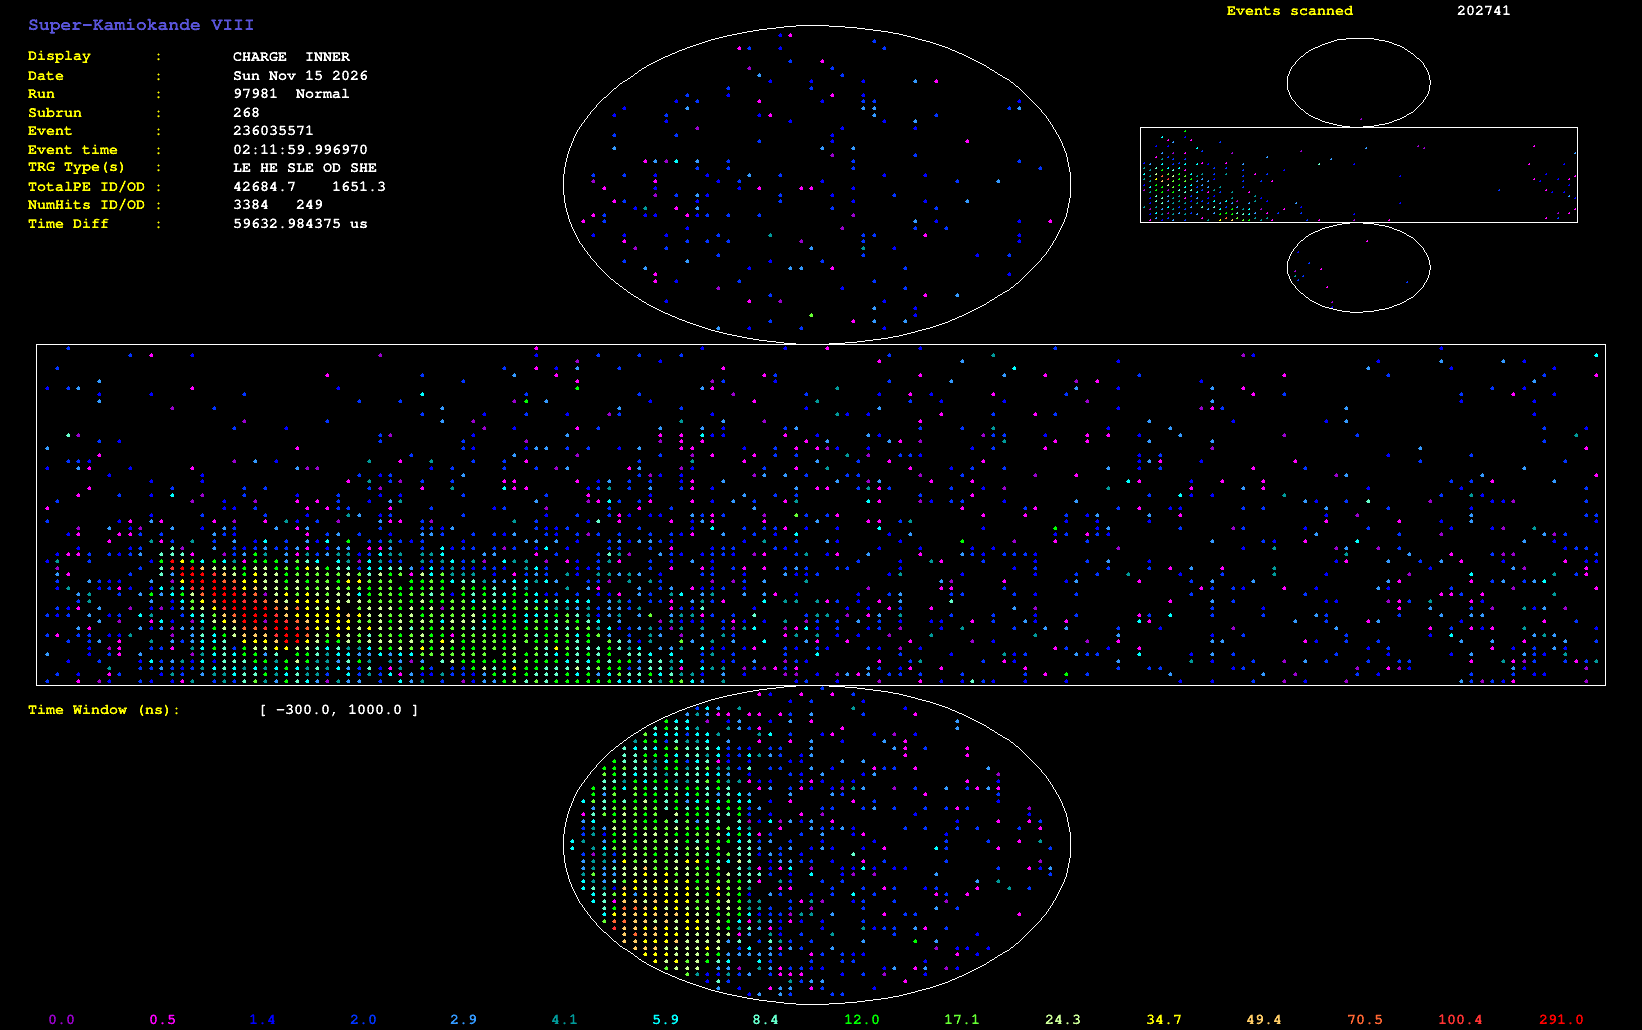 Super-Kamiokande VIII
Events scanned 202741
Display : CHARGE INNER
Date : Sun Nov 15 2026
Run : 97981 Normal
Subrun : 268
Event : 236035571
Event time : 02:11:59.996970
TRG Type(s) : LE HE SLE OD SHE
TotalPE ID/OD : 42684.7 1651.3
NumHits ID/OD : 3384 249
Time Diff : 59632.984375 us
Time Window (ns): [ -300.0, 1000.0 ]
0.0 0.5 1.4 2.0 2.9 4.1 5.9 8.4 12.0 17.1 24.3 34.7 49.4 70.5 100.4 291.0